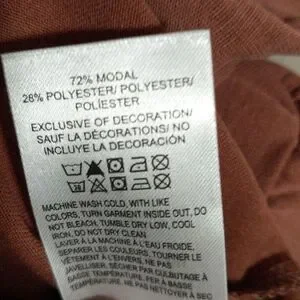 72% MODAL
28% POLYESTER/ POLYESTER/
POLIÉSTER
EXCLUSIVE OF DECORATION/
SAUF LA DÉCORATIONS/ NO
INCLUYE LA DECORACIÓN
30
MACHINE WASH COLD, WITH LIKE
COLORS, TURN GARMENT INSIDE OUT, DO
NOT BLEACH, TUMBLE DRY LOW, COOL
IRON, DO NOT DRY CLEAN
LAVER À LA MACHINE À L'EAU FROIDE,
SÉPARER LES COULEURS, TOURNER LE
VÊTEMENT À L'ENVERS, NE PAS
JAVELLISER, SÉCHER PAR CULBUTAGE À
BASSE TEMPÉRATURE, FER À BASSE
TEMPÉRATURE, NE PAS NETTOYER À SEC